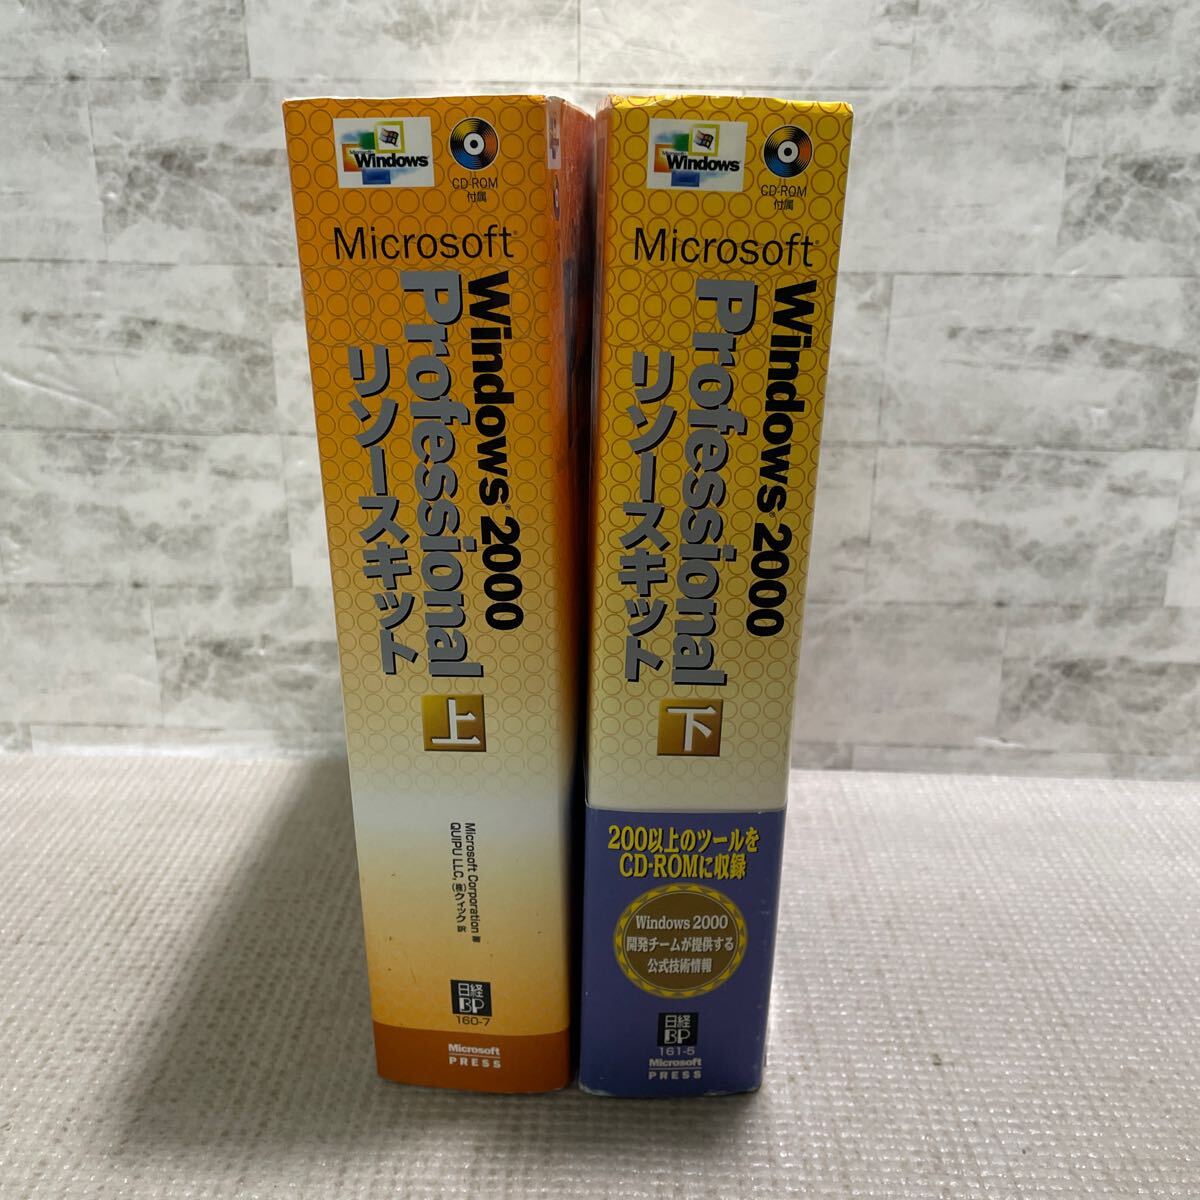 Microsoft
Windows
CD-ROM
付属
Microsoft®
Windows® 2000
Professional
リソースキット
上
Microsoft Corporation 著
QUIPU LLC, ㈱クイック 訳
日経
BP
160-7
Microsoft
PRESS
Microsoft
Windows
CD-ROM
付属
Microsoft®
Windows® 2000
Professional
リソースキット
下
200以上のツールを
CD-ROMに収録
Windows 2000
開発チームが提供する
公式技術情報
日経
BP
161-5
Microsoft
PRESS